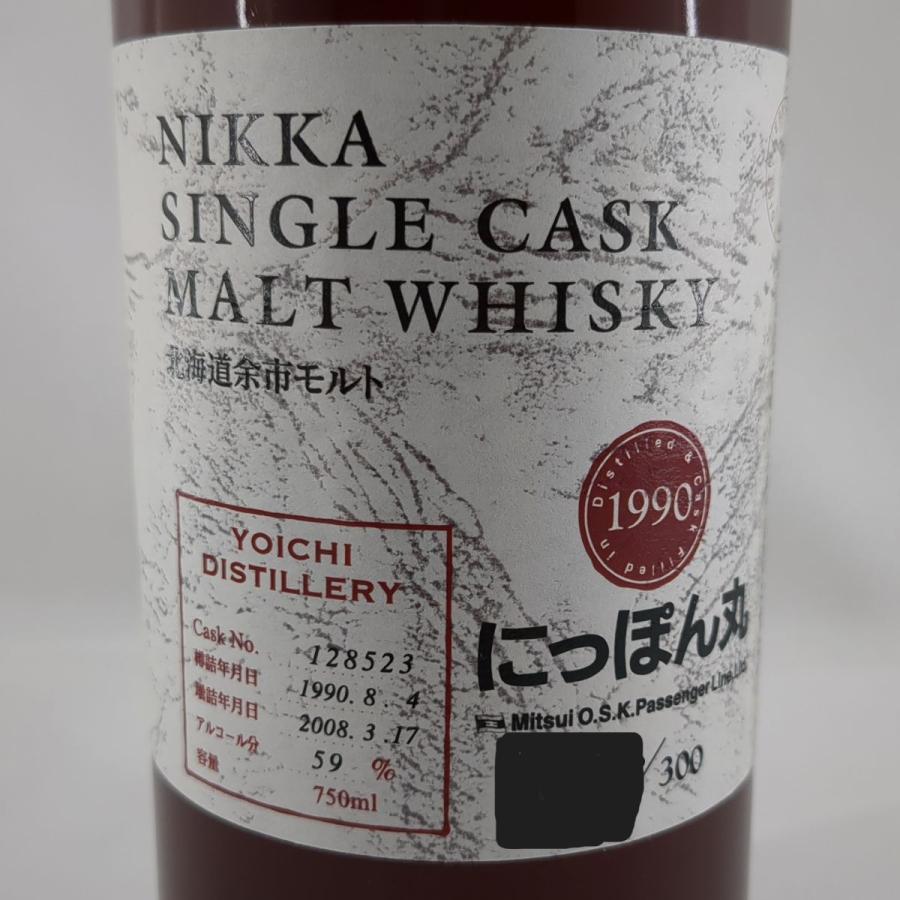 NIKKA
SINGLE CASK
MALT WHISKY
北海道余市モルト
Distilled & Cask Filled in
1990
YOICHI
DISTILLERY
Cask No. 128523
樽詰年月日 1990. 8. 4
壜詰年月日 2008. 3. 17
アルコール分 59 %
容量 750ml
にっぽん丸
Mitsui O.S.K.Passenger Line,Ltd.
/300